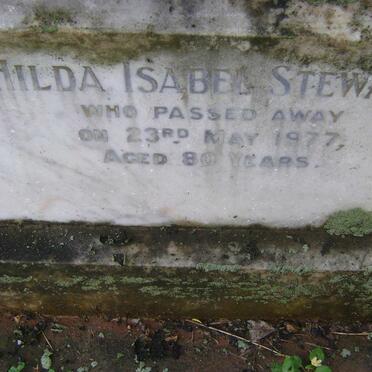 HILDA ISABEL STEWA
WHO PASSED AWAY
ON 23RD MAY 1977,
AGED 80 YEARS.